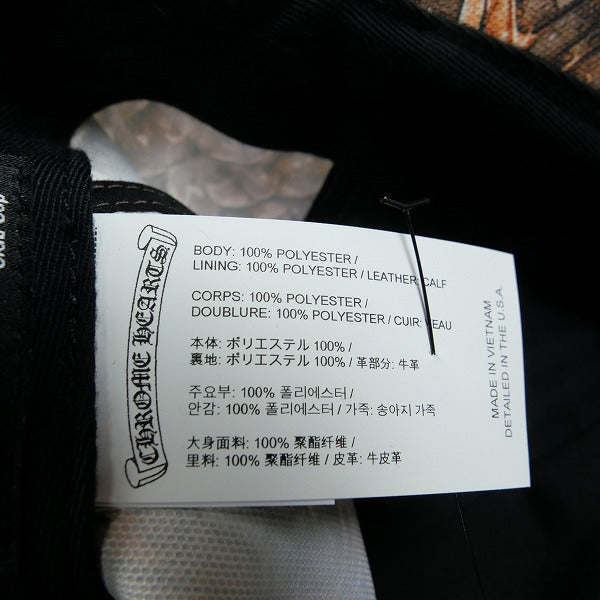 CHROME HEARTS
BODY: 100% POLYESTER /
LINING: 100% POLYESTER / LEATHER: CALF
CORPS: 100% POLYESTER /
DOUBLURE: 100% POLYESTER / CUIR: VEAU
本体: ポリエステル 100% /
裏地: ポリエステル 100% / 革部分: 牛革
주요부: 100% 폴리에스터 /
안감: 100% 폴리에스터 / 가죽: 송아지 가죽
大身面料: 100% 聚酯纤维 /
里料: 100% 聚酯纤维 / 皮革: 牛皮革
MADE IN VIETNAM
DETAILED IN THE U.S.A.